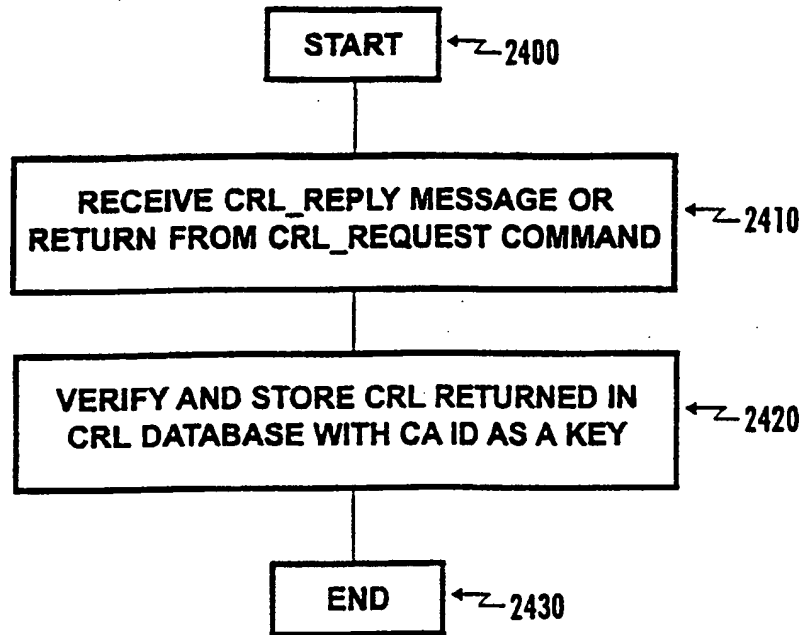 START
2400
RECEIVE CRL_REPLY MESSAGE OR
RETURN FROM CRL_REQUEST COMMAND
2410
VERIFY AND STORE CRL RETURNED IN
CRL DATABASE WITH CA ID AS A KEY
2420
END
2430